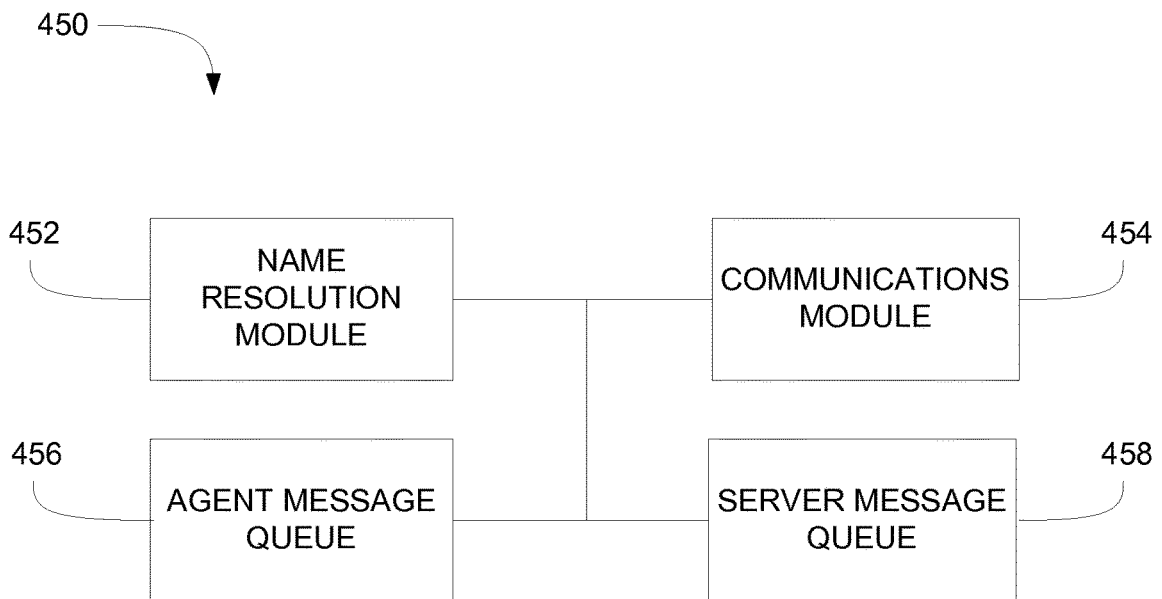 450
452
NAME
RESOLUTION
MODULE
COMMUNICATIONS
MODULE
454
456
AGENT MESSAGE
QUEUE
SERVER MESSAGE
QUEUE
458